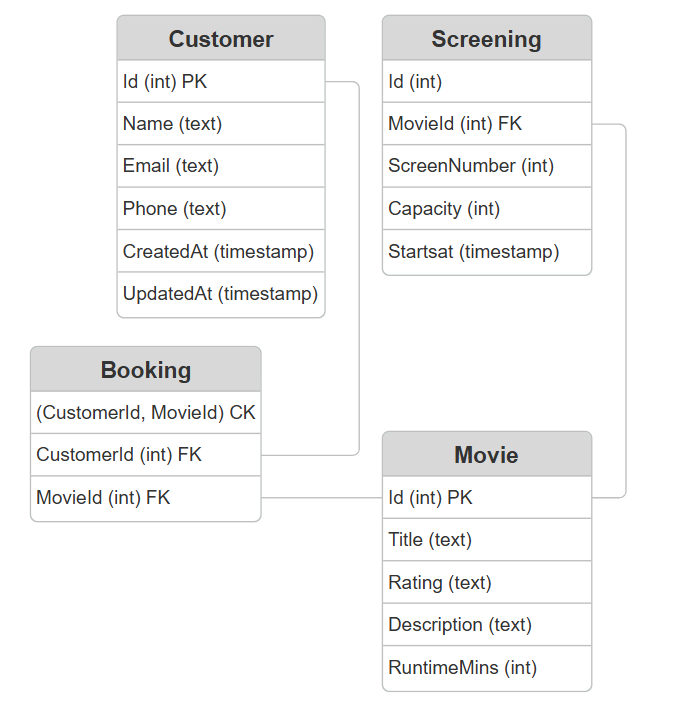 Customer
Id (int) PK
Name (text)
Email (text)
Phone (text)
CreatedAt (timestamp)
UpdatedAt (timestamp)
Screening
Id (int)
MovieId (int) FK
ScreenNumber (int)
Capacity (int)
Startsat (timestamp)
Booking
(CustomerId, MovieId) CK
CustomerId (int) FK
MovieId (int) FK
Movie
Id (int) PK
Title (text)
Rating (text)
Description (text)
RuntimeMins (int)